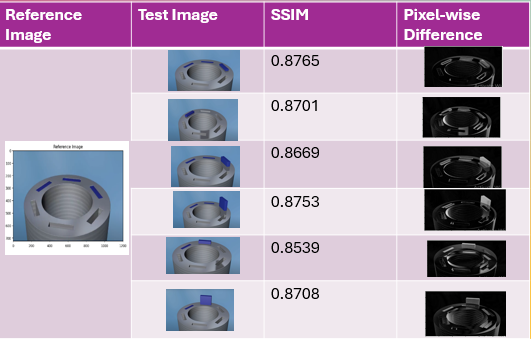 Reference Image
Test Image
SSIM
Pixel-wise Difference
0.8765
0.8701
0.8669
0.8753
0.8539
0.8708
Reference Image